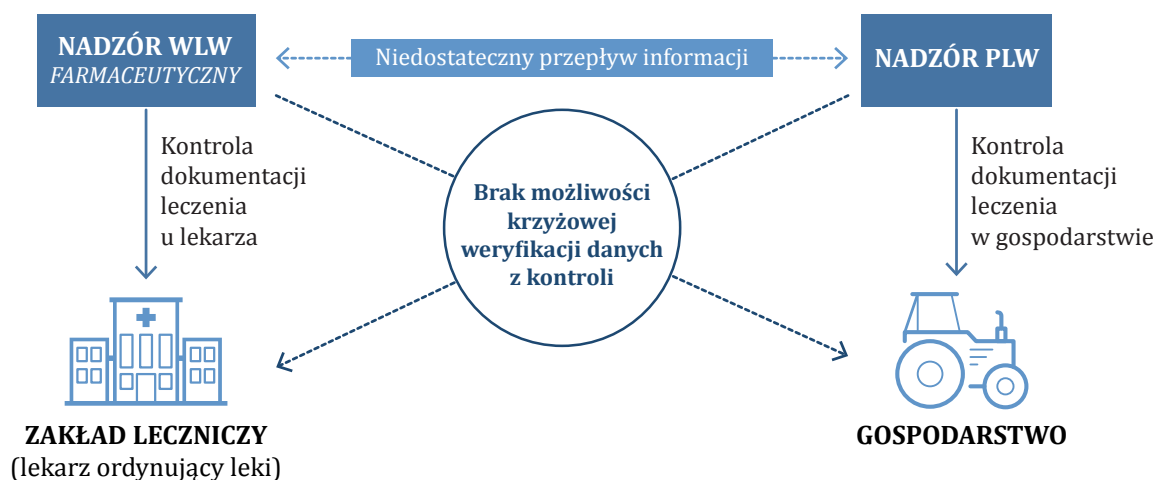 NADZÓR WLW
FARMACEUTYCZNY
Niedostateczny przepływ informacji
NADZÓR PLW
Kontrola
dokumentacji
leczenia
u lekarza
Brak możliwości
krzyżowej
weryfikacji danych
z kontroli
Kontrola
dokumentacji
leczenia
w gospodarstwie
ZAKŁAD LECZNICZY
(lekarz ordynujący leki)
GOSPODARSTWO